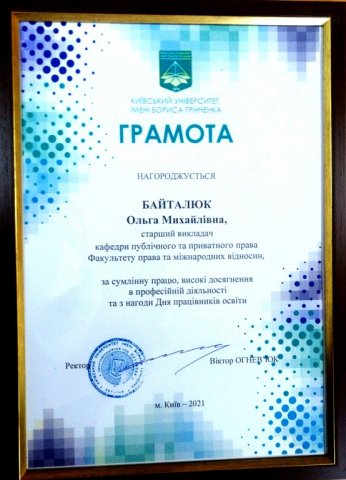 КИЇВСЬКИЙ УНІВЕРСИТЕТ
ІМЕНІ БОРИСА ГРІНЧЕНКА
ГРАМОТА
НАГОРОДЖУЄТЬСЯ
БАЙТАЛЮК
Ольга Михайлівна,
старший викладач
кафедри публічного та приватного права
Факультету права та міжнародних відносин,
за сумлінну працю, високі досягнення
в професійній діяльності
та з нагоди Дня працівників освіти
Ректор Віктор ОГНЕВ'ЮК
м. Київ – 2021